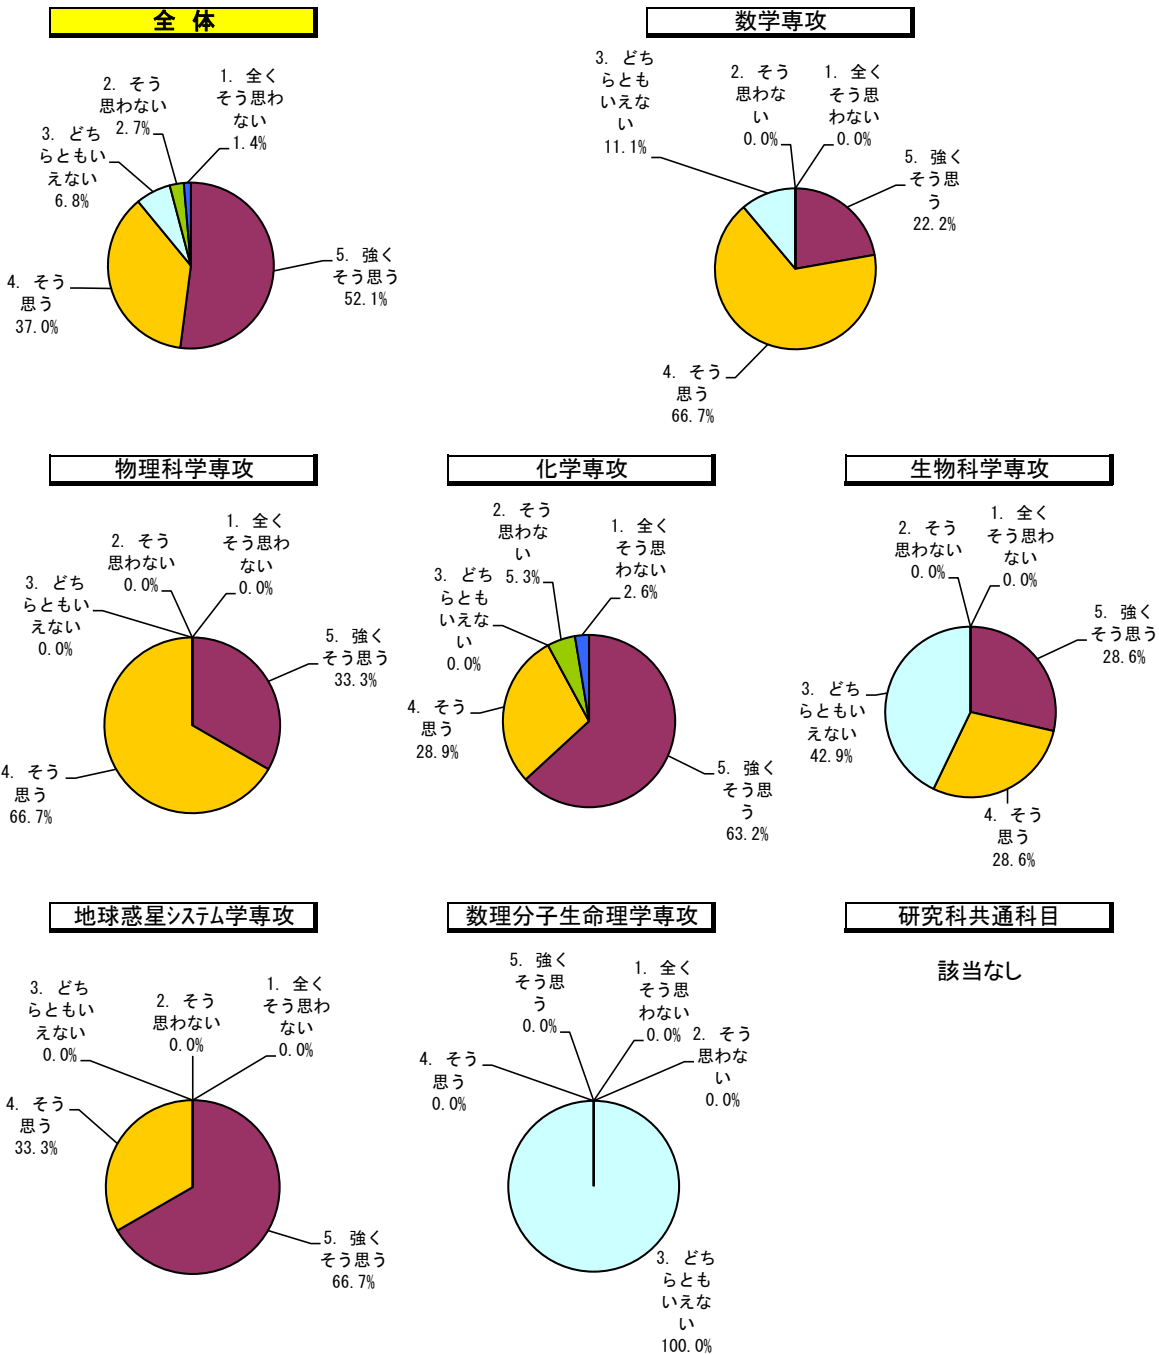 全 体
2. そう
思わない
2.7%
1. 全く
そう思わ
ない
1.4%
3. どち
らともい
えない
6.8%
4. そう
思う
37.0%
5. 強く
そう思う
52.1%
数学専攻
3. どち
らとも
いえな
い
11.1%
2. そう
思わな
い
0.0%
1. 全く
そう思
わない
0.0%
5. 強く
そう思
う
22.2%
4. そう
思う
66.7%
物理科学専攻
1. 全く
そう思わ
ない
0.0%
2. そう
思わない
0.0%
3. どち
らともい
えない
0.0%
5. 強く
そう思う
33.3%
4. そう
思う
66.7%
化学専攻
2. そう
思わな
い
5.3%
1. 全く
そう思
わない
2.6%
3. どち
らとも
いえな
い
0.0%
4. そう
思う
28.9%
5. 強く
そう思
う
63.2%
生物科学専攻
2. そう
思わない
0.0%
1. 全く
そう思わ
ない
0.0%
5. 強く
そう思う
28.6%
3. どち
らともい
えない
42.9%
4. そう
思う
28.6%
地球惑星システム学専攻
3. どち
らともい
えない
0.0%
2. そう
思わない
0.0%
1. 全く
そう思わ
ない
0.0%
4. そう
思う
33.3%
5. 強く
そう思う
66.7%
数理分子生命理学専攻
5. 強く
そう思
う
0.0%
1. 全く
そう思
わない
0.0%
2. そう
思わな
い
0.0%
4. そう
思う
0.0%
3. どち
らとも
いえな
い
100.0%
研究科共通科目
該当なし